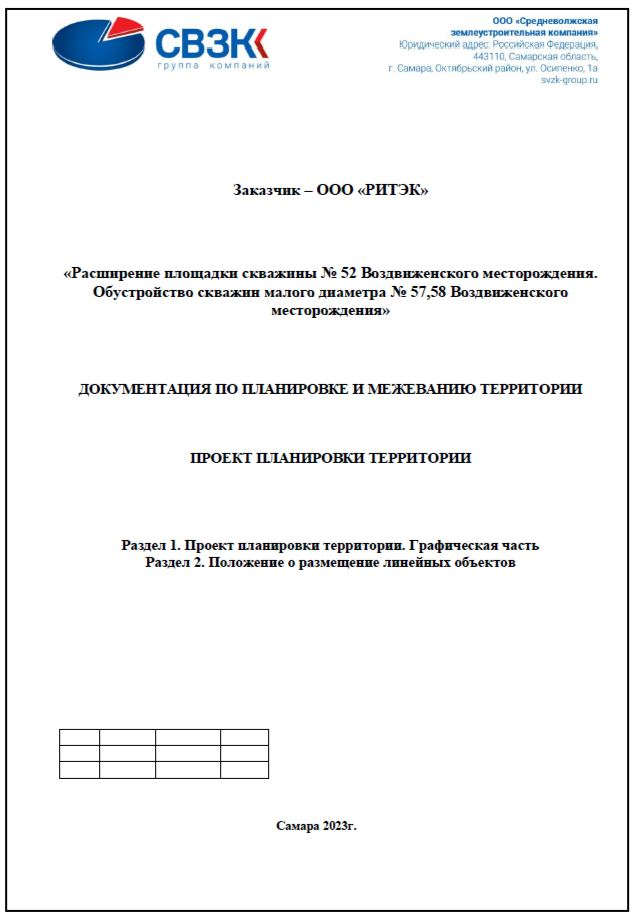 СВЗК
группа компаний
ООО «Средневолжская
землеустроительная компания»
Юридический адрес: Российская Федерация,
443110, Самарская область,
г. Самара, Октябрьский район, ул. Осипенко, 1а
svzk-group.ru
Заказчик – ООО «РИТЭК»
«Расширение площадки скважины № 52 Воздвиженского месторождения.
Обустройство скважин малого диаметра № 57,58 Воздвиженского
месторождения»
ДОКУМЕНТАЦИЯ ПО ПЛАНИРОВКЕ И МЕЖЕВАНИЮ ТЕРРИТОРИИ
ПРОЕКТ ПЛАНИРОВКИ ТЕРРИТОРИИ
Раздел 1. Проект планировки территории. Графическая часть
Раздел 2. Положение о размещение линейных объектов
Самара 2023г.